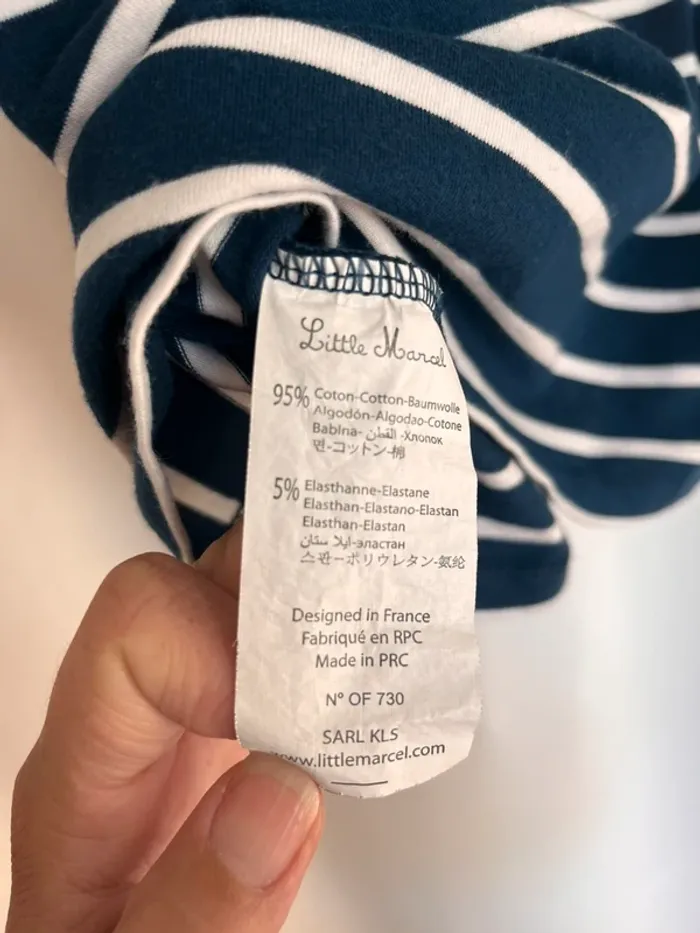 Little Marcel
95% Coton-Cotton-Baumwolle
Algodón-Algodao-Cotone
Bablna- القطن -Хлопок
면-コットン-棉
5% Elasthanne-Elastane
Elasthan-Elastano-Elastan
Elasthan-Elastan
ايلا ستان-эластан
스판-ポリウレタン-氨纶
Designed in France
Fabriqué en RPC
Made in PRC
N° OF 730
SARL KLS
www.littlemarcel.com